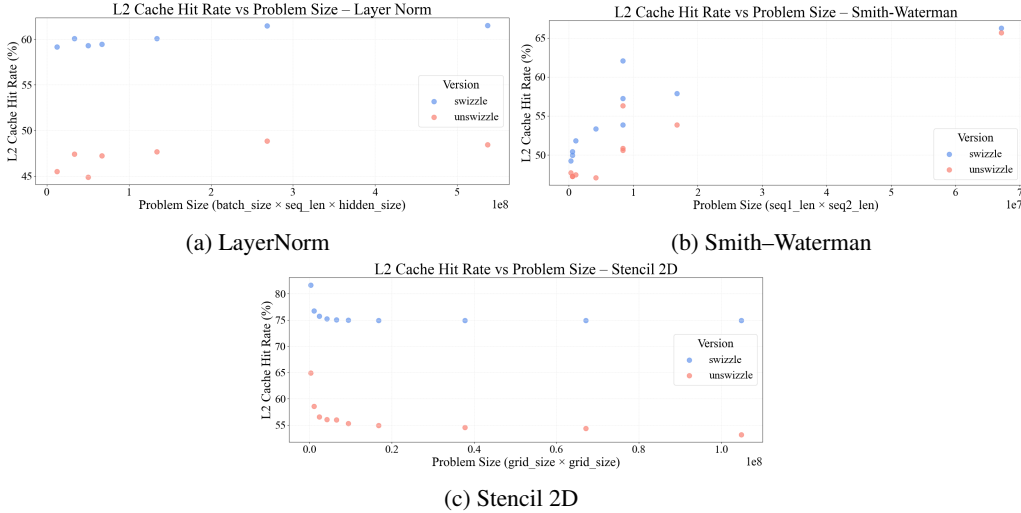 L2 Cache Hit Rate vs Problem Size – Layer Norm
L2 Cache Hit Rate (%)
60
55
50
45
Version
swizzle
unswizzle
0
1
2
3
4
5
1e8
Problem Size (batch_size × seq_len × hidden_size)
(a) LayerNorm
L2 Cache Hit Rate vs Problem Size – Smith-Waterman
L2 Cache Hit Rate (%)
65
60
55
50
Version
swizzle
unswizzle
0
1
2
3
4
5
6
7
1e7
Problem Size (seq1_len × seq2_len)
(b) Smith–Waterman
L2 Cache Hit Rate vs Problem Size – Stencil 2D
L2 Cache Hit Rate (%)
80
75
70
65
60
55
Version
swizzle
unswizzle
0.0
0.2
0.4
0.6
0.8
1.0
1e8
Problem Size (grid_size × grid_size)
(c) Stencil 2D